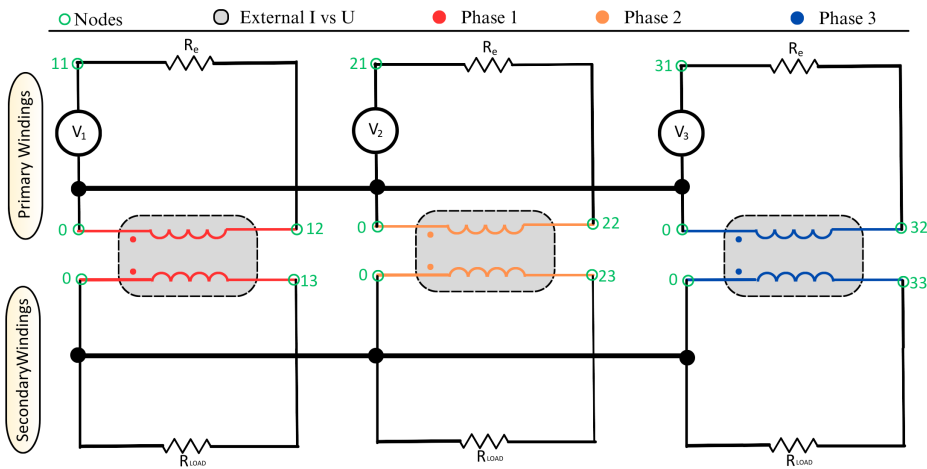 Nodes External I vs U Phase 1 Phase 2 Phase 3
Primary Windings
11 Re 21 Re 31 Re
V1 V2 V3
0 12 0 22 0 32
0 13 0 23 0 33
SecondaryWindings
RLOAD RLOAD RLOAD